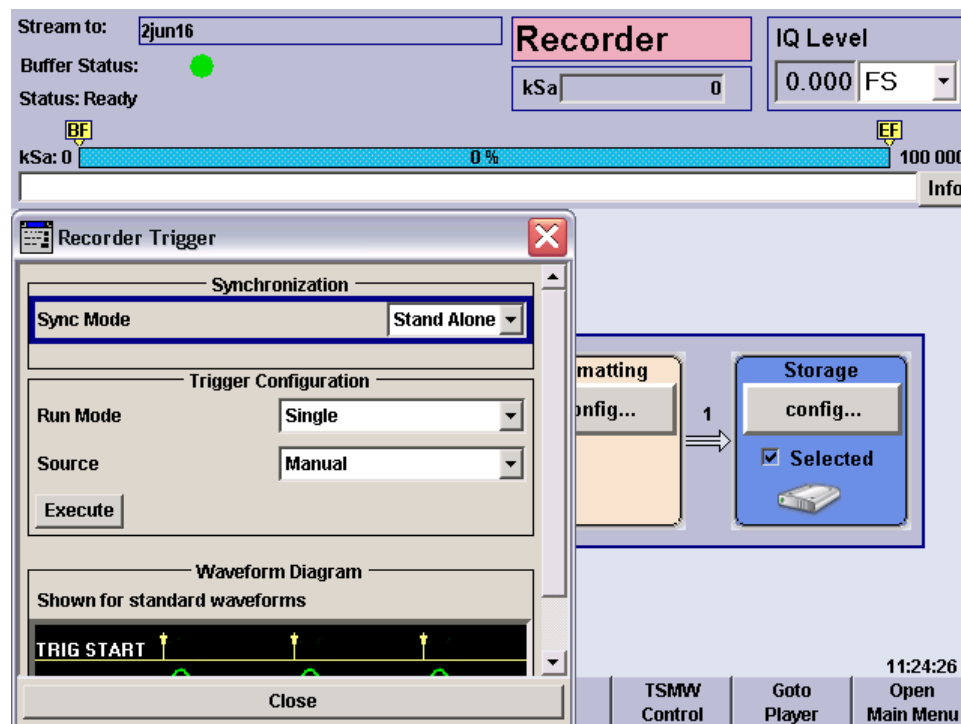 Stream to: 2jun16
Recorder
IQ Level
Buffer Status:
kSa 0
0.000 FS
Status: Ready
BF
EF
kSa: 0
0 %
100 000
Info
Recorder Trigger
Synchronization
Sync Mode
Stand Alone
Trigger Configuration
Run Mode
Single
Source
Manual
Execute
Waveform Diagram
Shown for standard waveforms
TRIG START
Close
matting
onfig...
1
Storage
config...
Selected
11:24:26
TSMW
Control
Goto
Player
Open
Main Menu